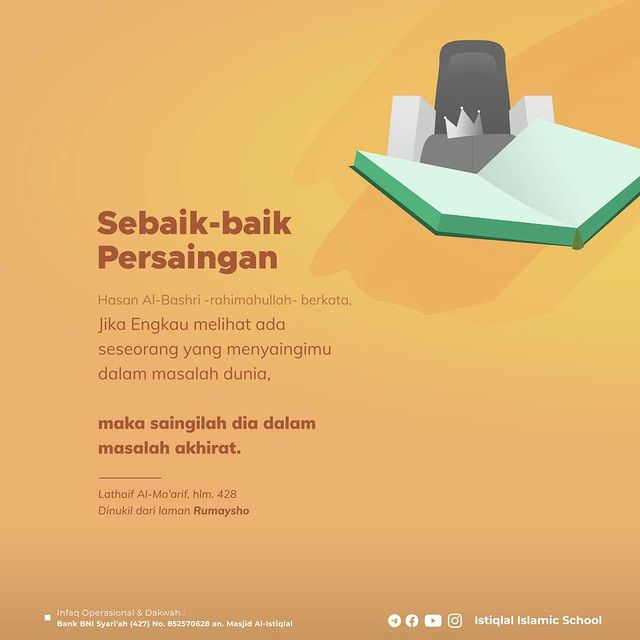 Sebaik-baik
Persaingan
Hasan Al-Bashri -rahimahullah- berkata,
Jika Engkau melihat ada
seseorang yang menyaingimu
dalam masalah dunia,
maka saingilah dia dalam
masalah akhirat.
Lathaif Al-Ma'arif, hlm. 428
Dinukil dari laman Rumaysho
Infaq Operasional & Dakwah :
Bank BNI Syari'ah (427) No. 852570628 an. Masjid Al-Istiqlal
Istiqlal Islamic School